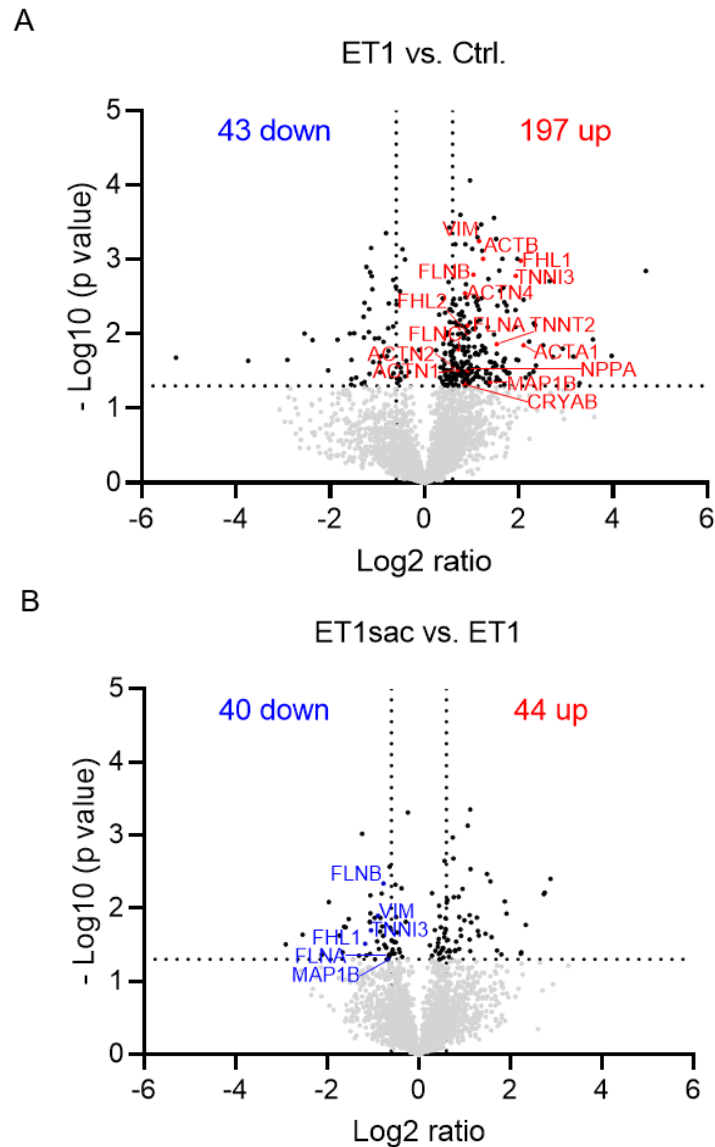 A
ET1 vs. Ctrl.
43 down
197 up
5
4
3
2
1
0
- Log10 (p value)
VIM
ACTB
FHL1
FLNB
TNNI3
ACTN4
FHL2
FLNA TNNT2
FLNC
ACTN2
ACTA1
ACTN1
NPPA
MAP1B
CRYAB
-6 -4 -2 0 2 4 6
Log2 ratio
B
ET1sac vs. ET1
40 down
44 up
5
4
3
2
1
0
- Log10 (p value)
FLNB
VIM
TNNI3
FHL1
FLNA
MAP1B
-6 -4 -2 0 2 4 6
Log2 ratio